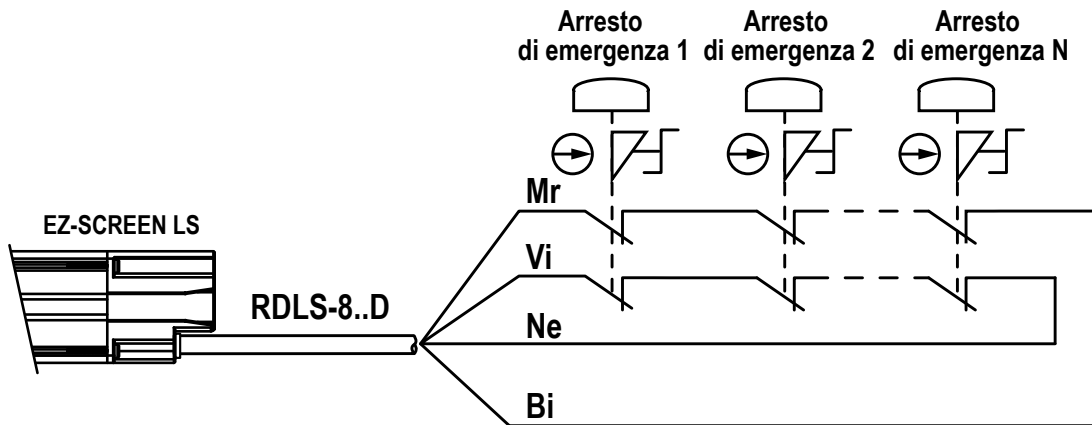 Arresto
di emergenza 1
Arresto
di emergenza 2
Arresto
di emergenza N
EZ-SCREEN LS
RDLS-8..D
Mr
Vi
Ne
Bi